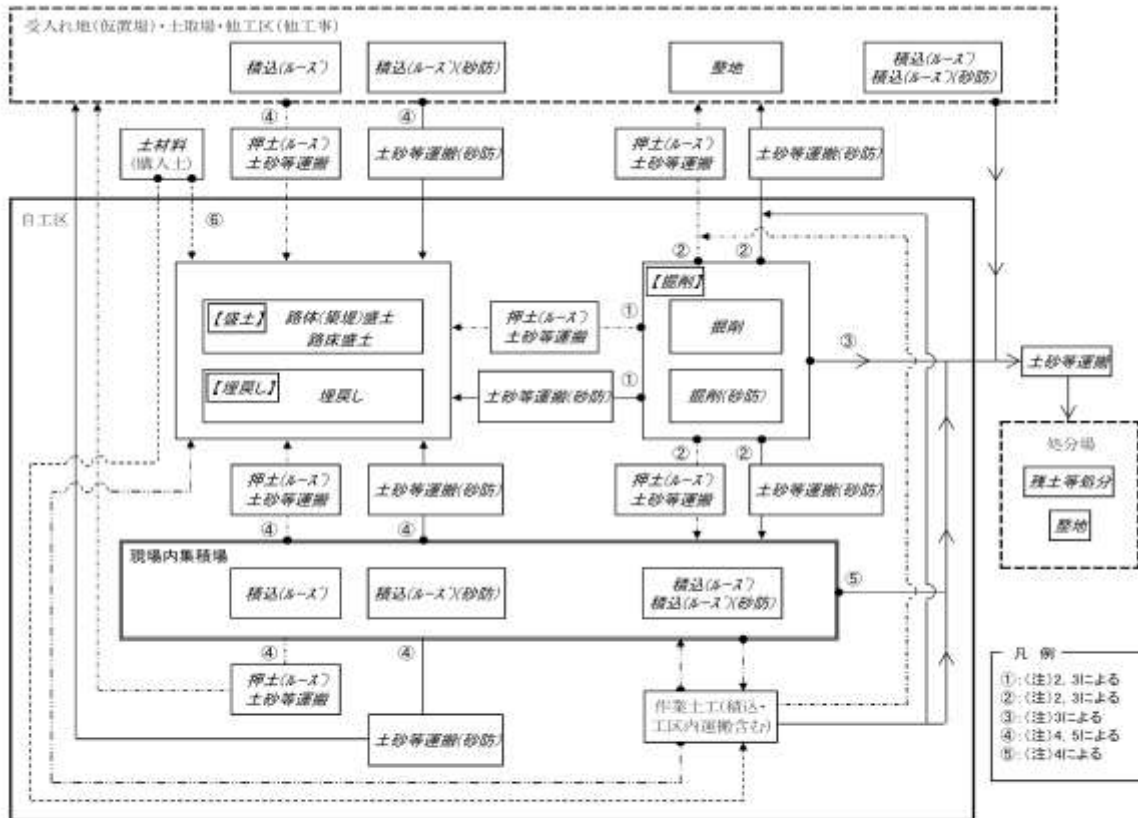 受入れ地(仮置場)・土取場・他工区(他工事)
積込(ルーズ)
積込(ルーズ)(砂防)
整地
積込(ルーズ)
積込(ルーズ)(砂防)
④
④
土材料
(購入土)
押土(ルーズ)
土砂等運搬
土砂等運搬(砂防)
押土(ルーズ)
土砂等運搬
土砂等運搬(砂防)
自工区
⑥
②
②
【掘削】
【盛土】
路体(築堤)盛土
路床盛土
押土(ルーズ)
土砂等運搬
①
掘削
③
土砂等運搬
【埋戻し】
埋戻し
土砂等運搬(砂防)
①
掘削(砂防)
処分場
残土等処分
整地
押土(ルーズ)
土砂等運搬
土砂等運搬(砂防)
②
②
押土(ルーズ)
土砂等運搬
土砂等運搬(砂防)
④
④
現場内集積場
積込(ルーズ)
積込(ルーズ)(砂防)
積込(ルーズ)
積込(ルーズ)(砂防)
⑤
④
④
押土(ルーズ)
土砂等運搬
土砂等運搬(砂防)
作業土工(積込・
工区内運搬含む)
凡 例
①:(注)2, 3による
②:(注)2, 3による
③:(注)3による
④:(注)4, 5による
⑤:(注)4による